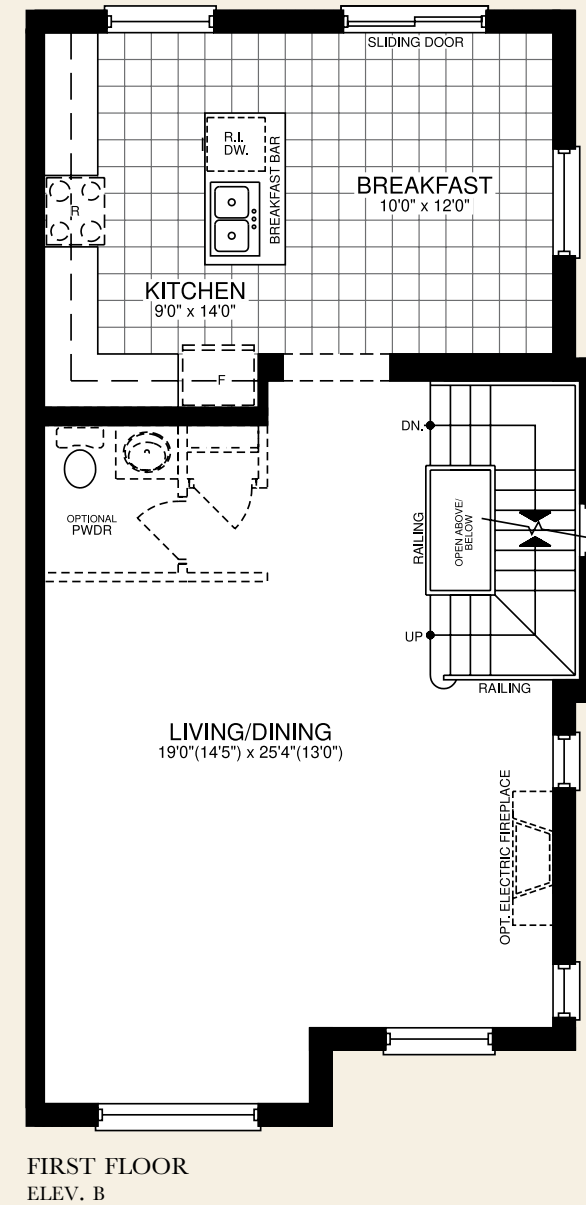 SLIDING DOOR
R.I.
DW.
BREAKFAST BAR
BREAKFAST
10'0" x 12'0"
R
KITCHEN
9'0" x 14'0"
F
DN.
OPTIONAL
PWDR
RAILING
OPEN ABOVE/
BELOW
UP
RAILING
LIVING/DINING
19'0"(14'5") x 25'4"(13'0")
OPT. ELECTRIC FIREPLACE
FIRST FLOOR
ELEV. B